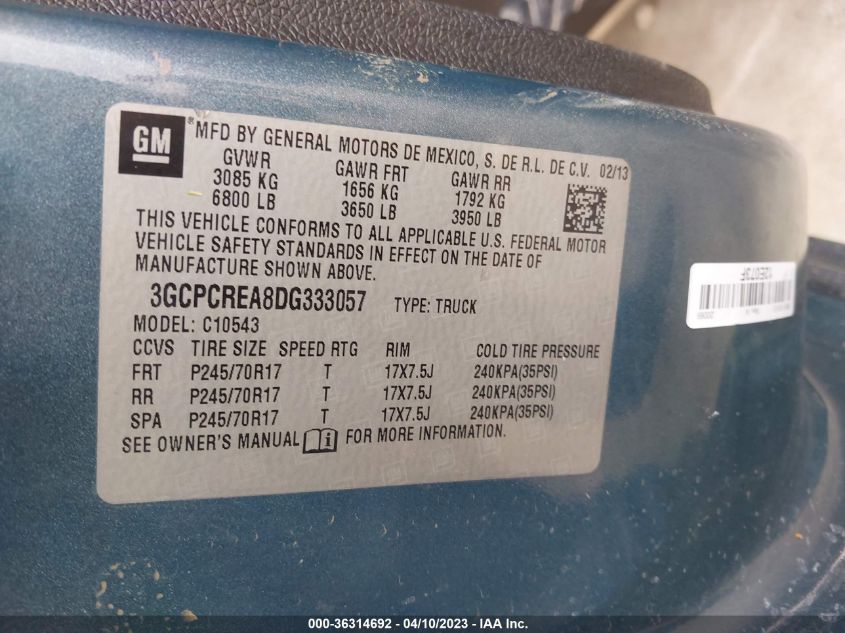 GM
® MFD BY GENERAL MOTORS DE MEXICO, S. DE R.L. DE C.V. 02/13
GVWR GAWR FRT GAWR RR
3085 KG 1656 KG 1792 KG
6800 LB 3650 LB 3950 LB
THIS VEHICLE CONFORMS TO ALL APPLICABLE U.S. FEDERAL MOTOR
VEHICLE SAFETY STANDARDS IN EFFECT ON THE DATE OF
MANUFACTURE SHOWN ABOVE.
3GCPCREA8DG333057 TYPE: TRUCK
MODEL: C10543
CCVS TIRE SIZE SPEED RTG RIM COLD TIRE PRESSURE
FRT P245/70R17 T 17X7.5J 240KPA(35PSI)
RR P245/70R17 T 17X7.5J 240KPA(35PSI)
SPA P245/70R17 T 17X7.5J 240KPA(35PSI)
SEE OWNER'S MANUAL i FOR MORE INFORMATION.
12E073F
000-36314692 - 04/10/2023 - IAA Inc.